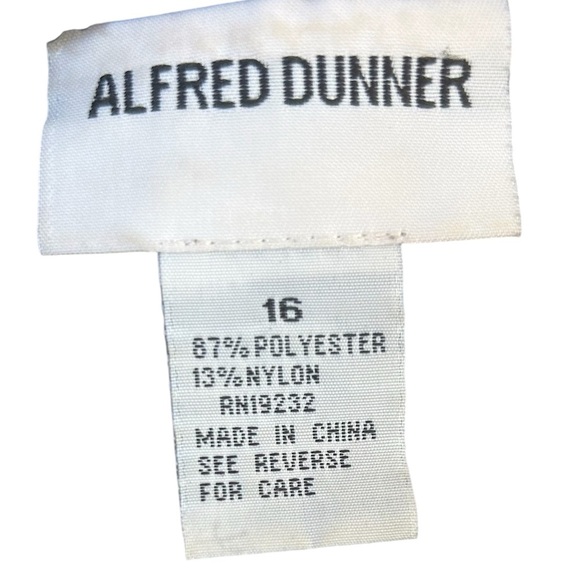 ALFRED DUNNER
16
87% POLYESTER
13% NYLON
RN19232
MADE IN CHINA
SEE REVERSE
FOR CARE